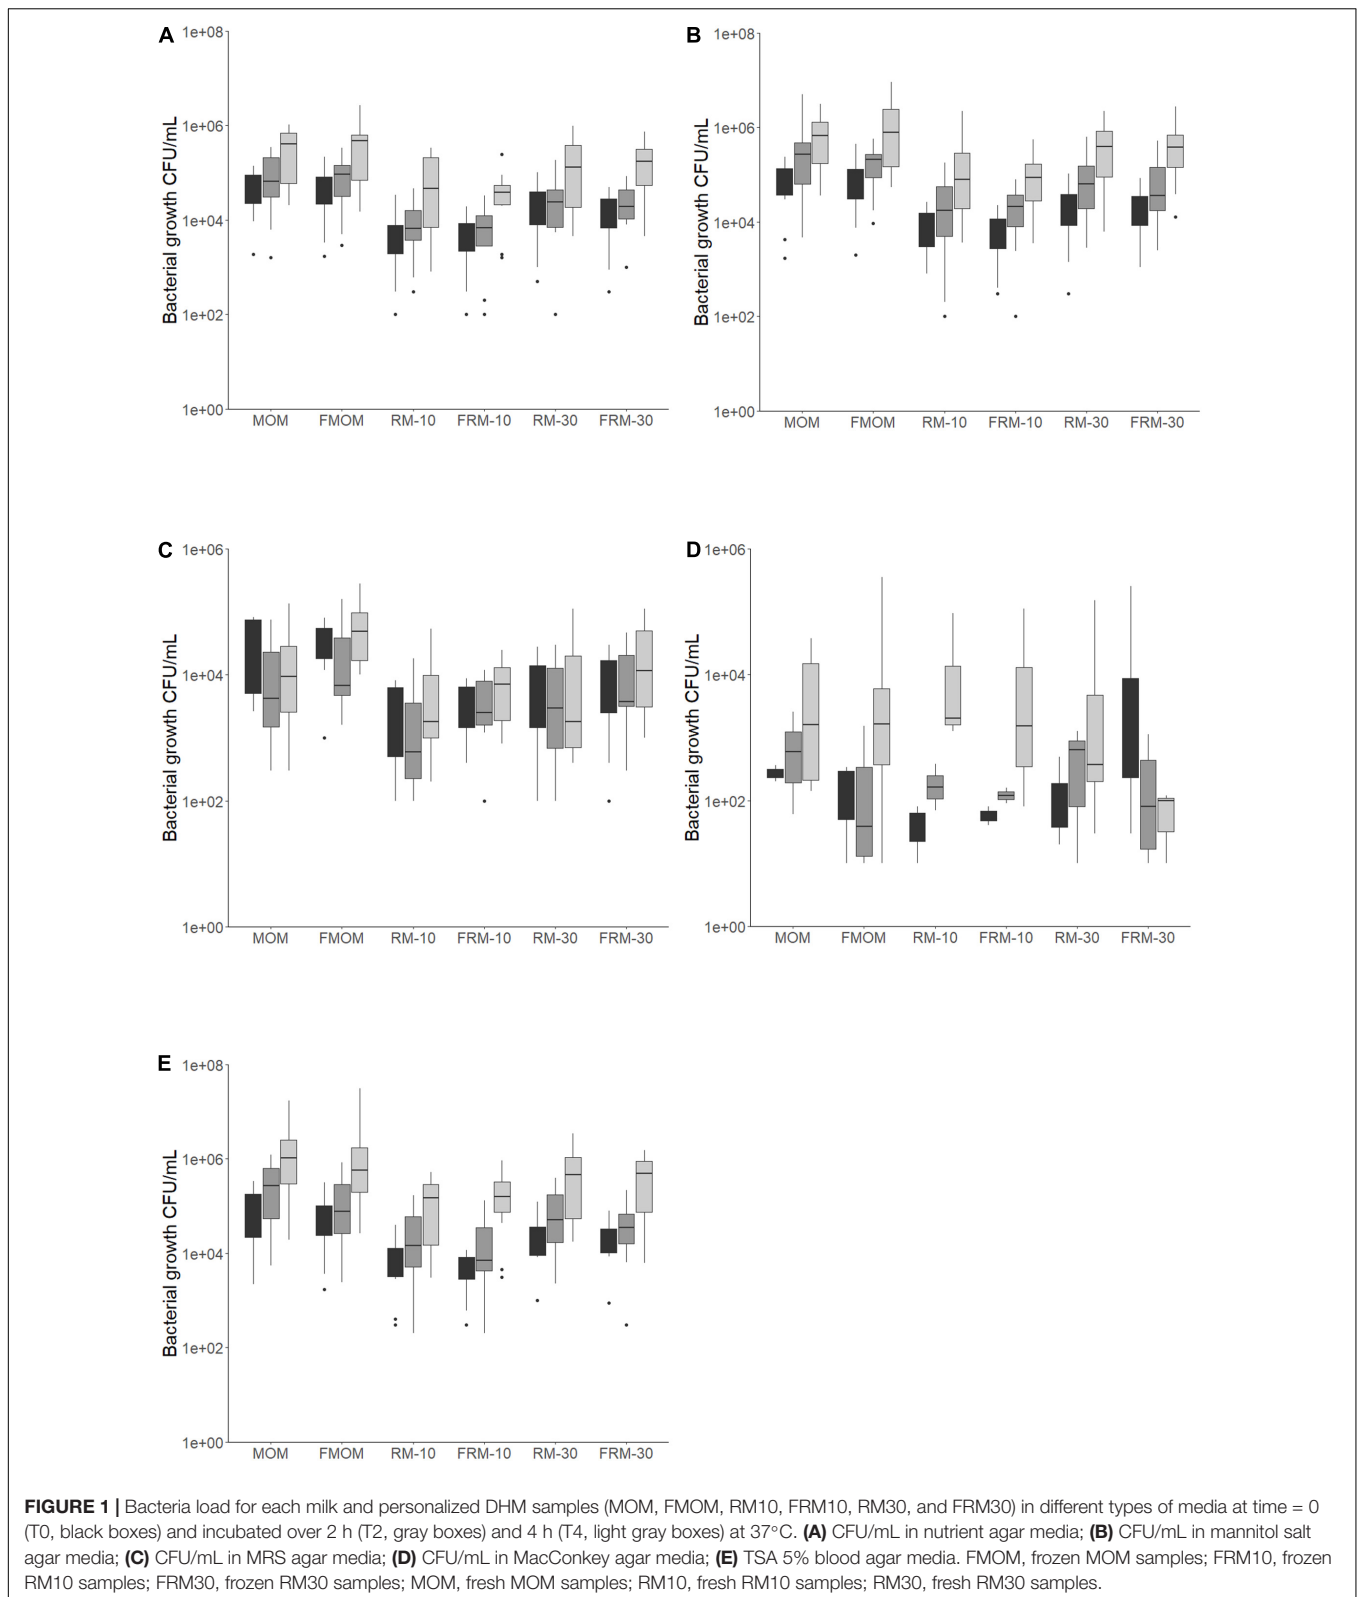 A
1e+08
1e+06
1e+04
1e+02
1e+00
Bacterial growth CFU/mL
MOM FMOM RM-10 FRM-10 RM-30 FRM-30
B
1e+08
1e+06
1e+04
1e+02
1e+00
Bacterial growth CFU/mL
MOM FMOM RM-10 FRM-10 RM-30 FRM-30
C
1e+06
1e+04
1e+02
1e+00
Bacterial growth CFU/mL
MOM FMOM RM-10 FRM-10 RM-30 FRM-30
D
1e+06
1e+04
1e+02
1e+00
Bacterial growth CFU/mL
MOM FMOM RM-10 FRM-10 RM-30 FRM-30
E
1e+08
1e+06
1e+04
1e+02
1e+00
Bacterial growth CFU/mL
MOM FMOM RM-10 FRM-10 RM-30 FRM-30
FIGURE 1 | Bacteria load for each milk and personalized DHM samples (MOM, FMOM, RM10, FRM10, RM30, and FRM30) in different types of media at time = 0
(T0, black boxes) and incubated over 2 h (T2, gray boxes) and 4 h (T4, light gray boxes) at 37°C. (A) CFU/mL in nutrient agar media; (B) CFU/mL in mannitol salt
agar media; (C) CFU/mL in MRS agar media; (D) CFU/mL in MacConkey agar media; (E) TSA 5% blood agar media. FMOM, frozen MOM samples; FRM10, frozen
RM10 samples; FRM30, frozen RM30 samples; MOM, fresh MOM samples; RM10, fresh RM10 samples; RM30, fresh RM30 samples.